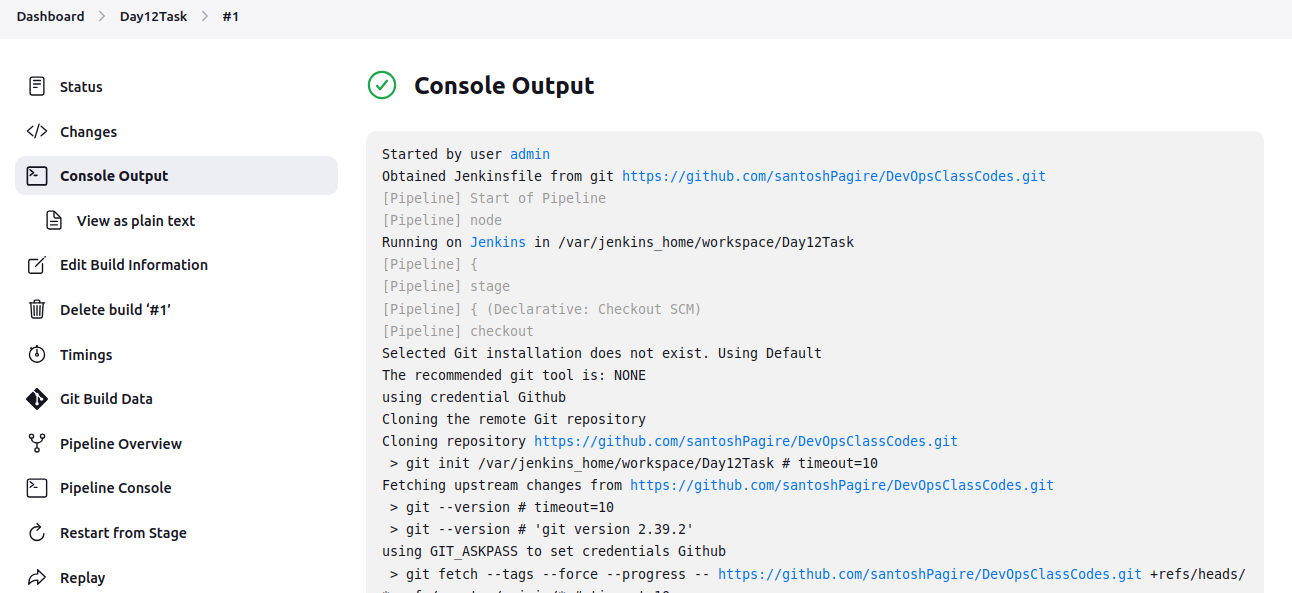 Dashboard > Day12Task > #1
Status
Changes
Console Output
View as plain text
Edit Build Information
Delete build ‘#1’
Timings
Git Build Data
Pipeline Overview
Pipeline Console
Restart from Stage
Replay
Console Output
Started by user admin
Obtained Jenkinsfile from git https://github.com/santoshPagire/DevOpsClassCodes.git
[Pipeline] Start of Pipeline
[Pipeline] node
Running on Jenkins in /var/jenkins_home/workspace/Day12Task
[Pipeline] {
[Pipeline] stage
[Pipeline] { (Declarative: Checkout SCM)
[Pipeline] checkout
Selected Git installation does not exist. Using Default
The recommended git tool is: NONE
using credential Github
Cloning the remote Git repository
Cloning repository https://github.com/santoshPagire/DevOpsClassCodes.git
> git init /var/jenkins_home/workspace/Day12Task # timeout=10
Fetching upstream changes from https://github.com/santoshPagire/DevOpsClassCodes.git
> git --version # timeout=10
> git --version # 'git version 2.39.2'
using GIT_ASKPASS to set credentials Github
> git fetch --tags --force --progress -- https://github.com/santoshPagire/DevOpsClassCodes.git +refs/heads/